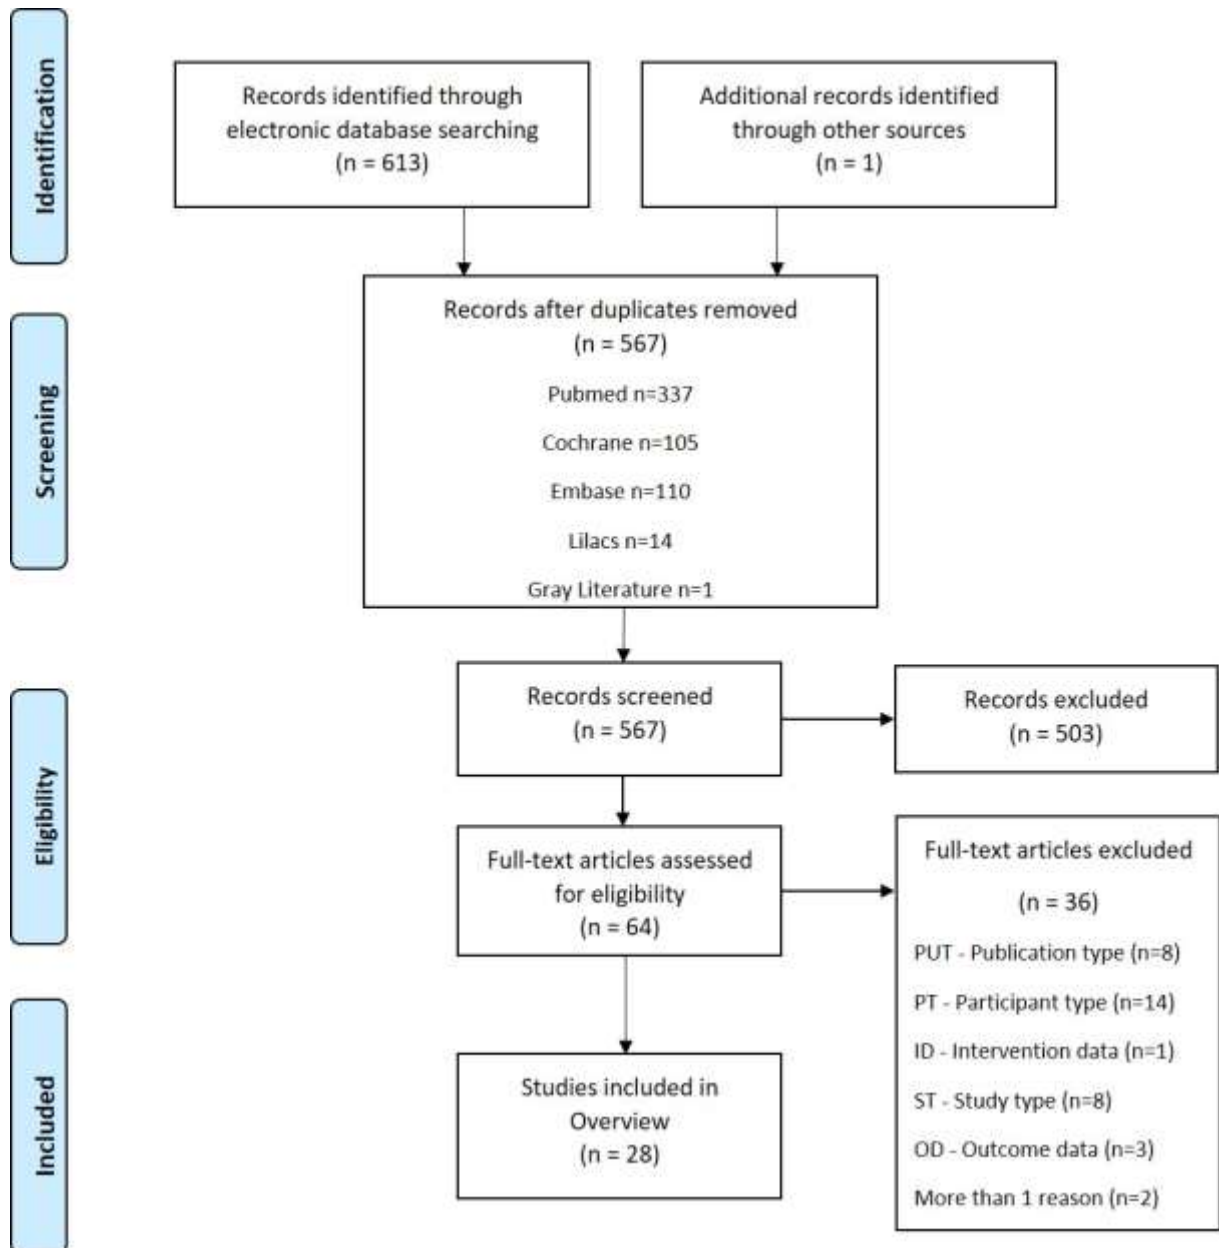 Identification
Records identified through
electronic database searching
(n = 613)
Additional records identified
through other sources
(n = 1)
Screening
Records after duplicates removed
(n = 567)
Pubmed n=337
Cochrane n=105
Embase n=110
Lilacs n=14
Gray Literature n=1
Eligibility
Records screened
(n = 567)
Records excluded
(n = 503)
Full-text articles assessed
for eligibility
(n = 64)
Full-text articles excluded
(n = 36)
PUT - Publication type (n=8)
PT - Participant type (n=14)
ID - Intervention data (n=1)
ST - Study type (n=8)
OD - Outcome data (n=3)
More than 1 reason (n=2)
Included
Studies included in
Overview
(n = 28)